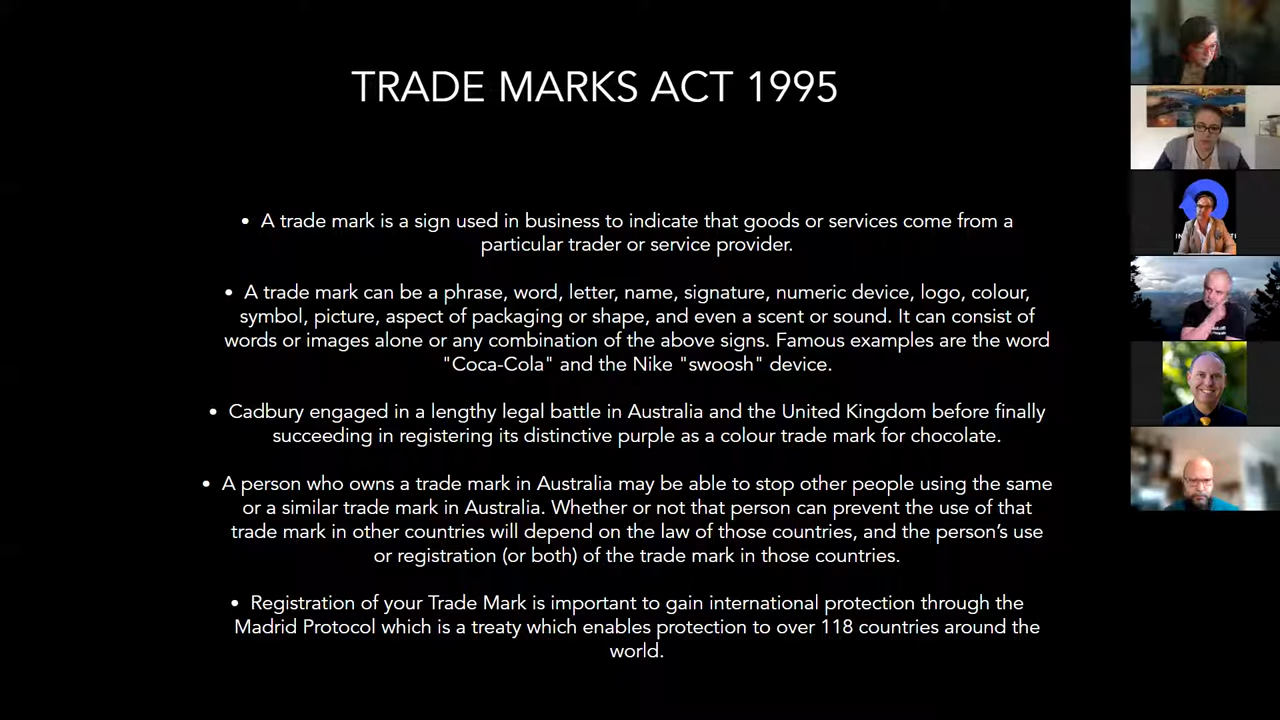 TRADE MARKS ACT 1995
• A trade mark is a sign used in business to indicate that goods or services come from a
particular trader or service provider.
• A trade mark can be a phrase, word, letter, name, signature, numeric device, logo, colour,
symbol, picture, aspect of packaging or shape, and even a scent or sound. It can consist of
words or images alone or any combination of the above signs. Famous examples are the word
"Coca-Cola" and the Nike "swoosh" device.
• Cadbury engaged in a lengthy legal battle in Australia and the United Kingdom before finally
succeeding in registering its distinctive purple as a colour trade mark for chocolate.
• A person who owns a trade mark in Australia may be able to stop other people using the same
or a similar trade mark in Australia. Whether or not that person can prevent the use of that
trade mark in other countries will depend on the law of those countries, and the person’s use
or registration (or both) of the trade mark in those countries.
• Registration of your Trade Mark is important to gain international protection through the
Madrid Protocol which is a treaty which enables protection to over 118 countries around the
world.